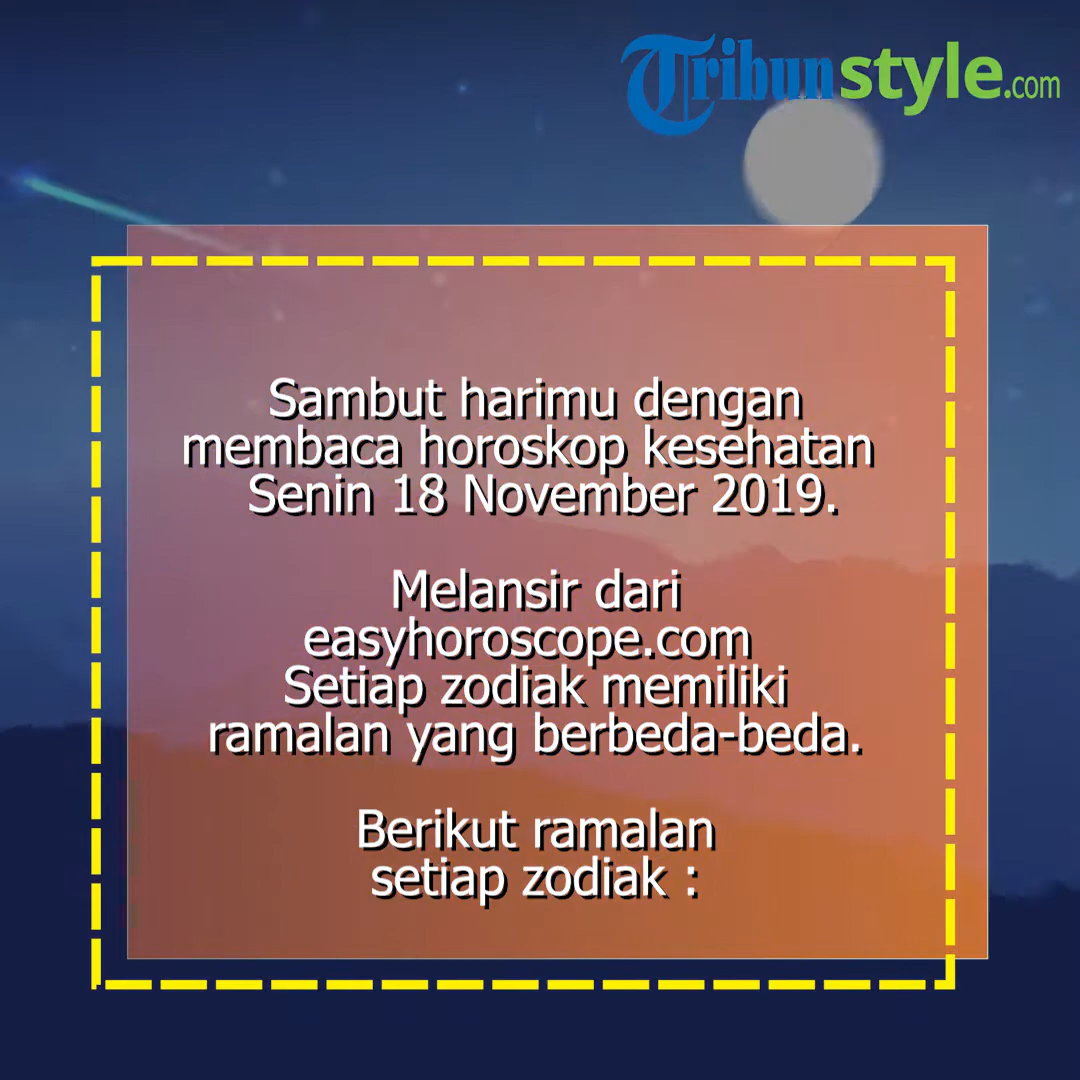 Tribunstyle.com
Sambut harimu dengan
membaca horoskop kesehatan
Senin 18 November 2019.
Melansir dari
easyhoroscope.com
Setiap zodiak memiliki
ramalan yang berbeda-beda.
Berikut ramalan
setiap zodiak :